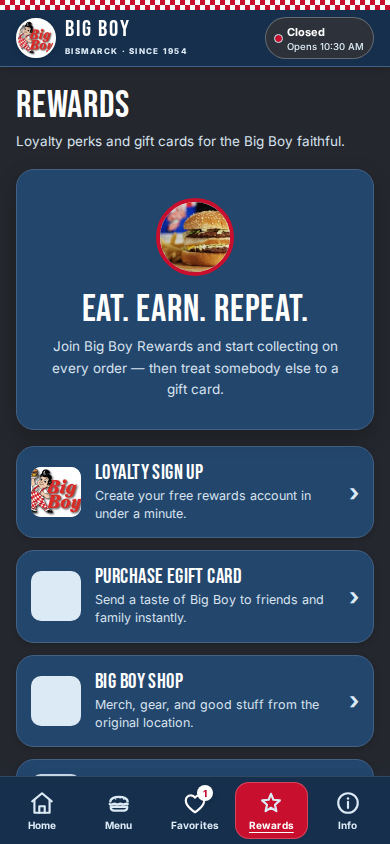 BIG BOY
BISMARCK · SINCE 1954
Closed
Opens 10:30 AM
REWARDS
Loyalty perks and gift cards for the Big Boy faithful.
EAT. EARN. REPEAT.
Join Big Boy Rewards and start collecting on
every order — then treat somebody else to a
gift card.
Big
Boy
LOYALTY SIGN UP
Create your free rewards account in
under a minute.
PURCHASE EGIFT CARD
Send a taste of Big Boy to friends and
family instantly.
BIG BOY SHOP
Merch, gear, and good stuff from the
original location.
1
Home
Menu
Favorites
Rewards
Info